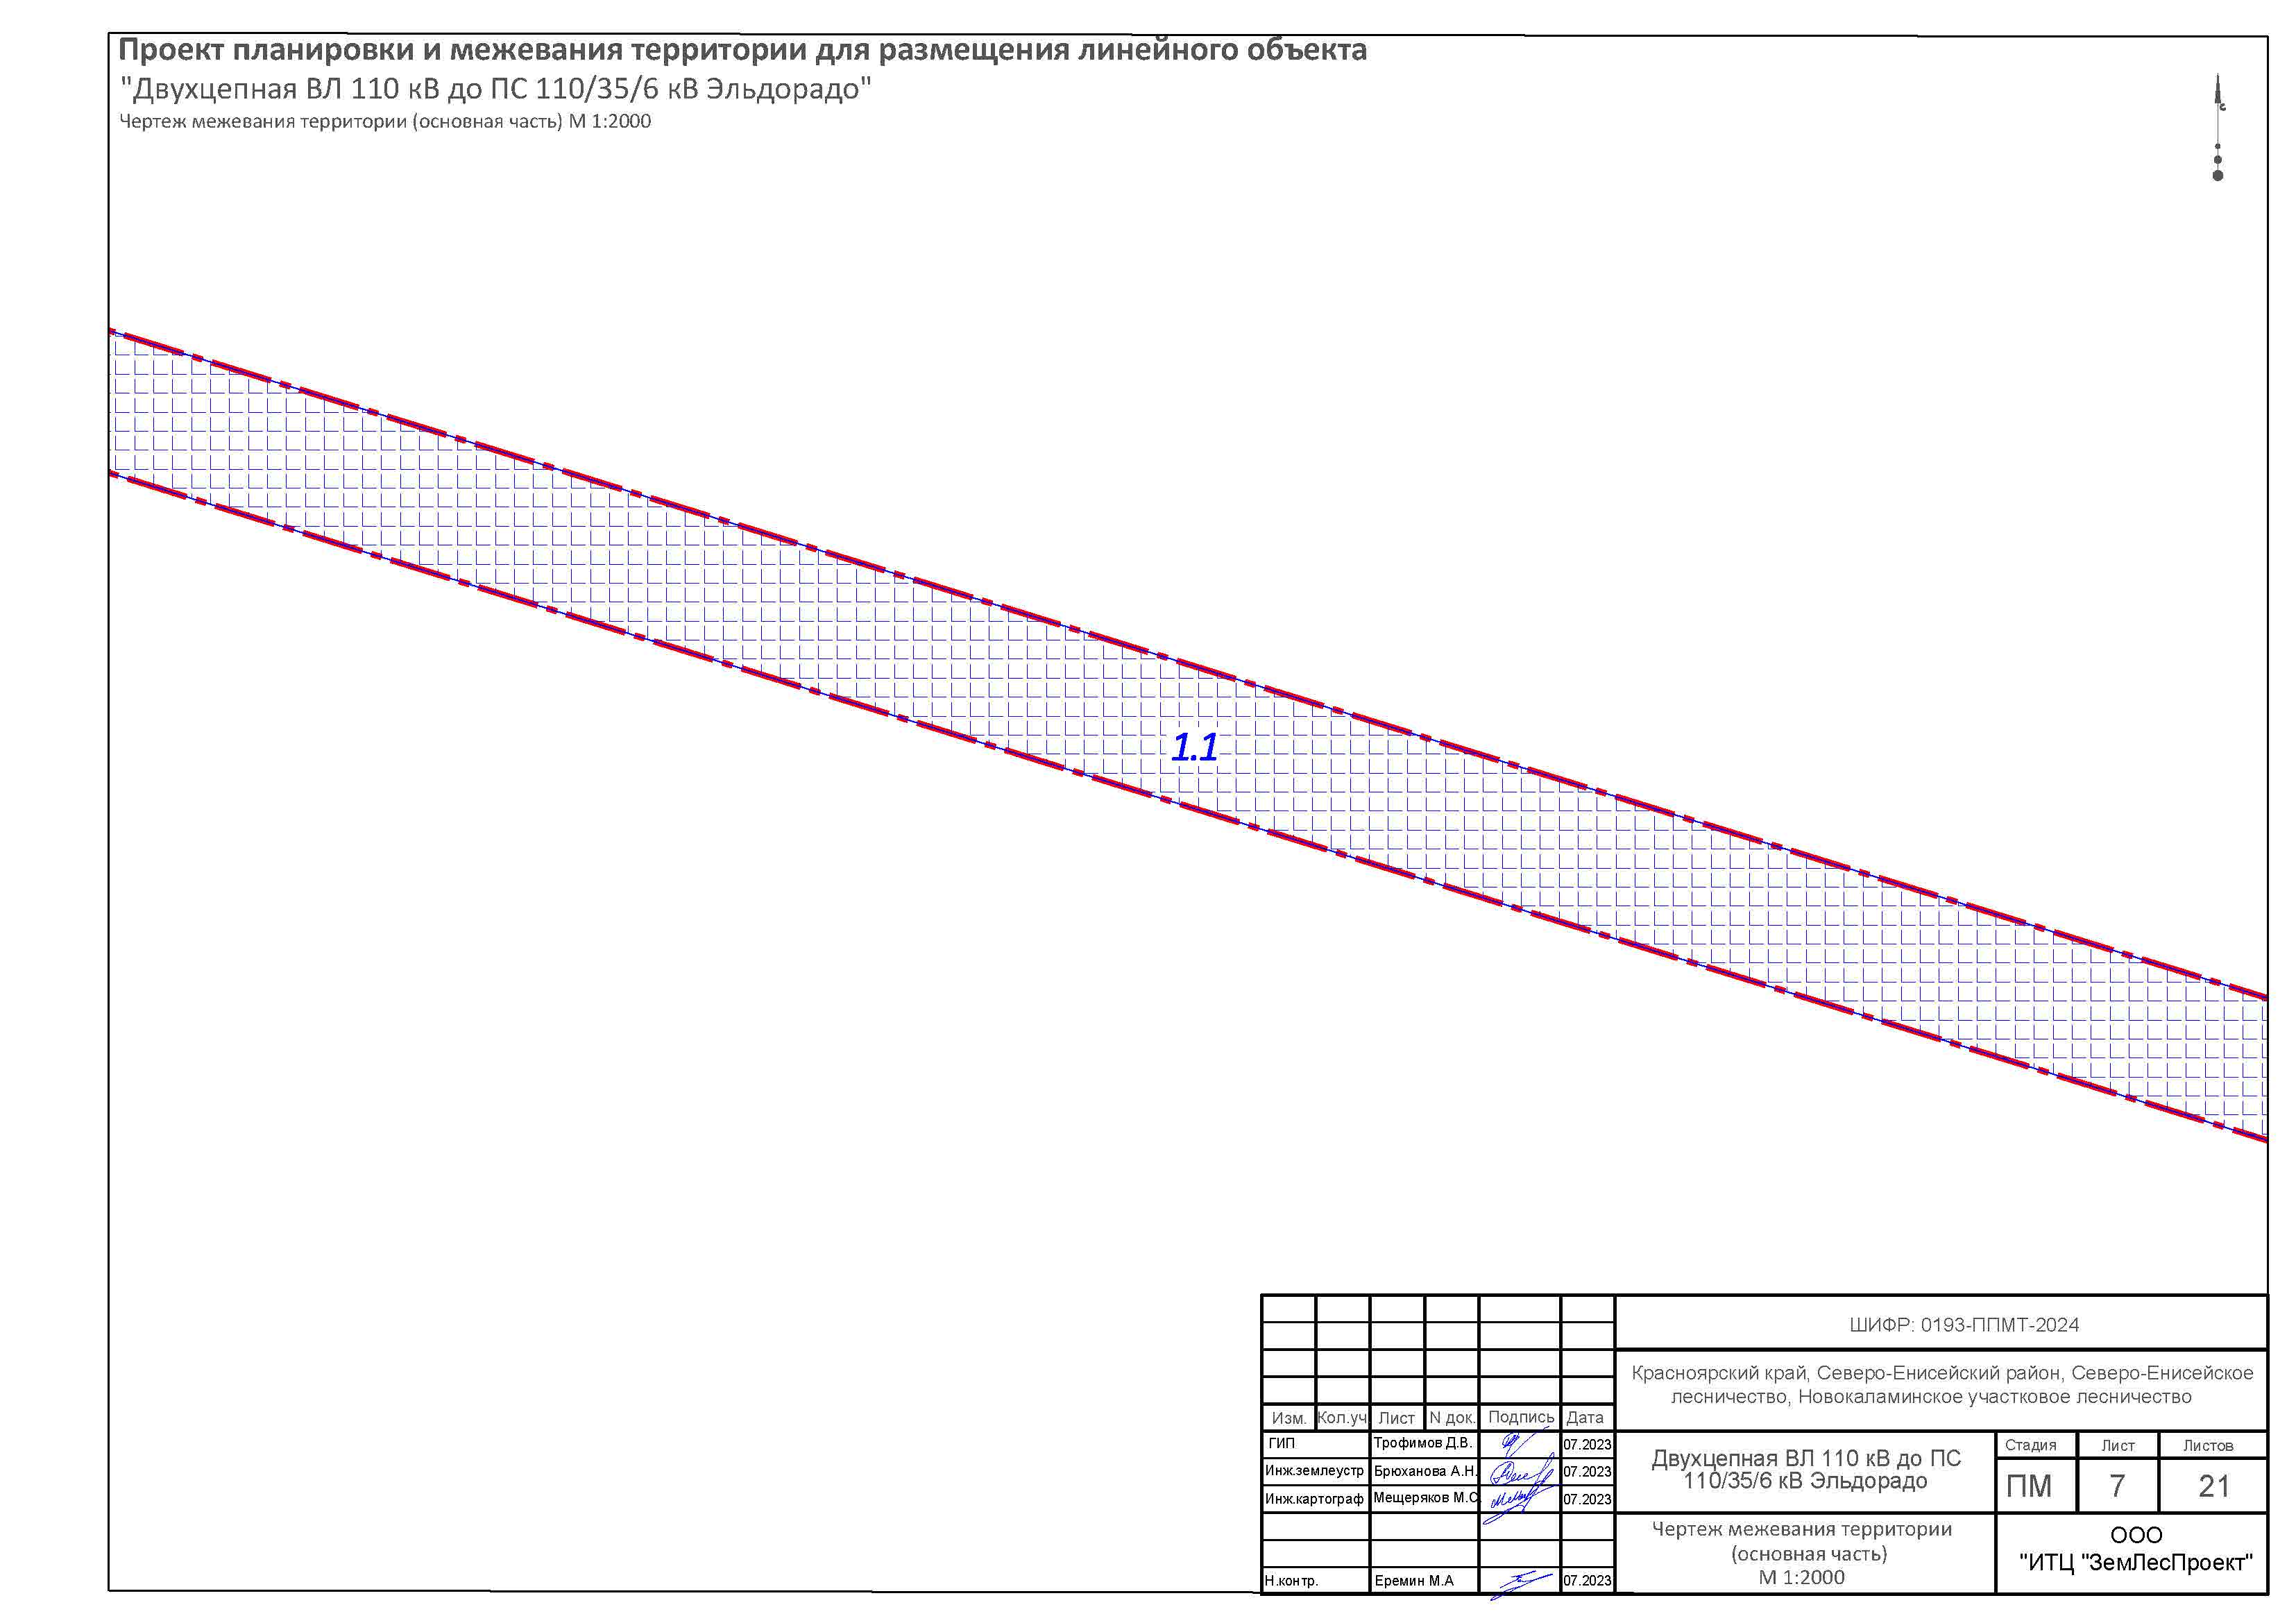 Проект планировки и межевания территории для размещения линейного объекта
"Двухцепная ВЛ 110 кВ до ПС 110/35/6 кВ Эльдорадо"
Чертеж межевания территории (основная часть) М 1:2000
с
1.1
ШИФР: 0193-ППМТ-2024
Красноярский край, Северо-Енисейский район, Северо-Енисейское
лесничество, Новокаламинское участковое лесничество
Изм. Кол.уч Лист N док. Подпись Дата
ГИП Трофимов Д.В. 07.2023
Инж.землеустр Брюханова А.Н. 07.2023
Инж.картограф Мещеряков М.С 07.2023
Н.контр. Еремин М.А 07.2023
Двухцепная ВЛ 110 кВ до ПС
110/35/6 кВ Эльдорадо
Стадия Лист Листов
ПМ 7 21
Чертеж межевания территории
(основная часть)
М 1:2000
ООО
"ИТЦ "ЗемЛесПроект"